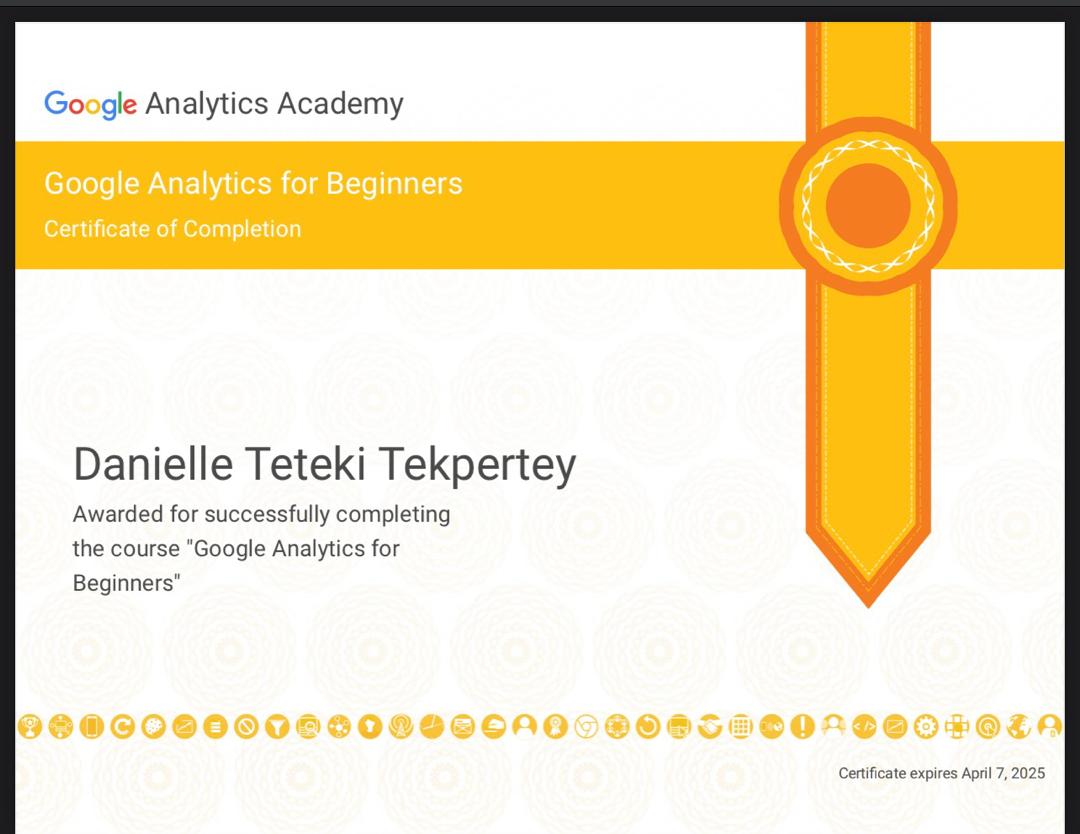 Google Analytics Academy
Google Analytics for Beginners
Certificate of Completion
Danielle Teteki Tekpertey
Awarded for successfully completing
the course "Google Analytics for
Beginners"
Certificate expires April 7, 2025